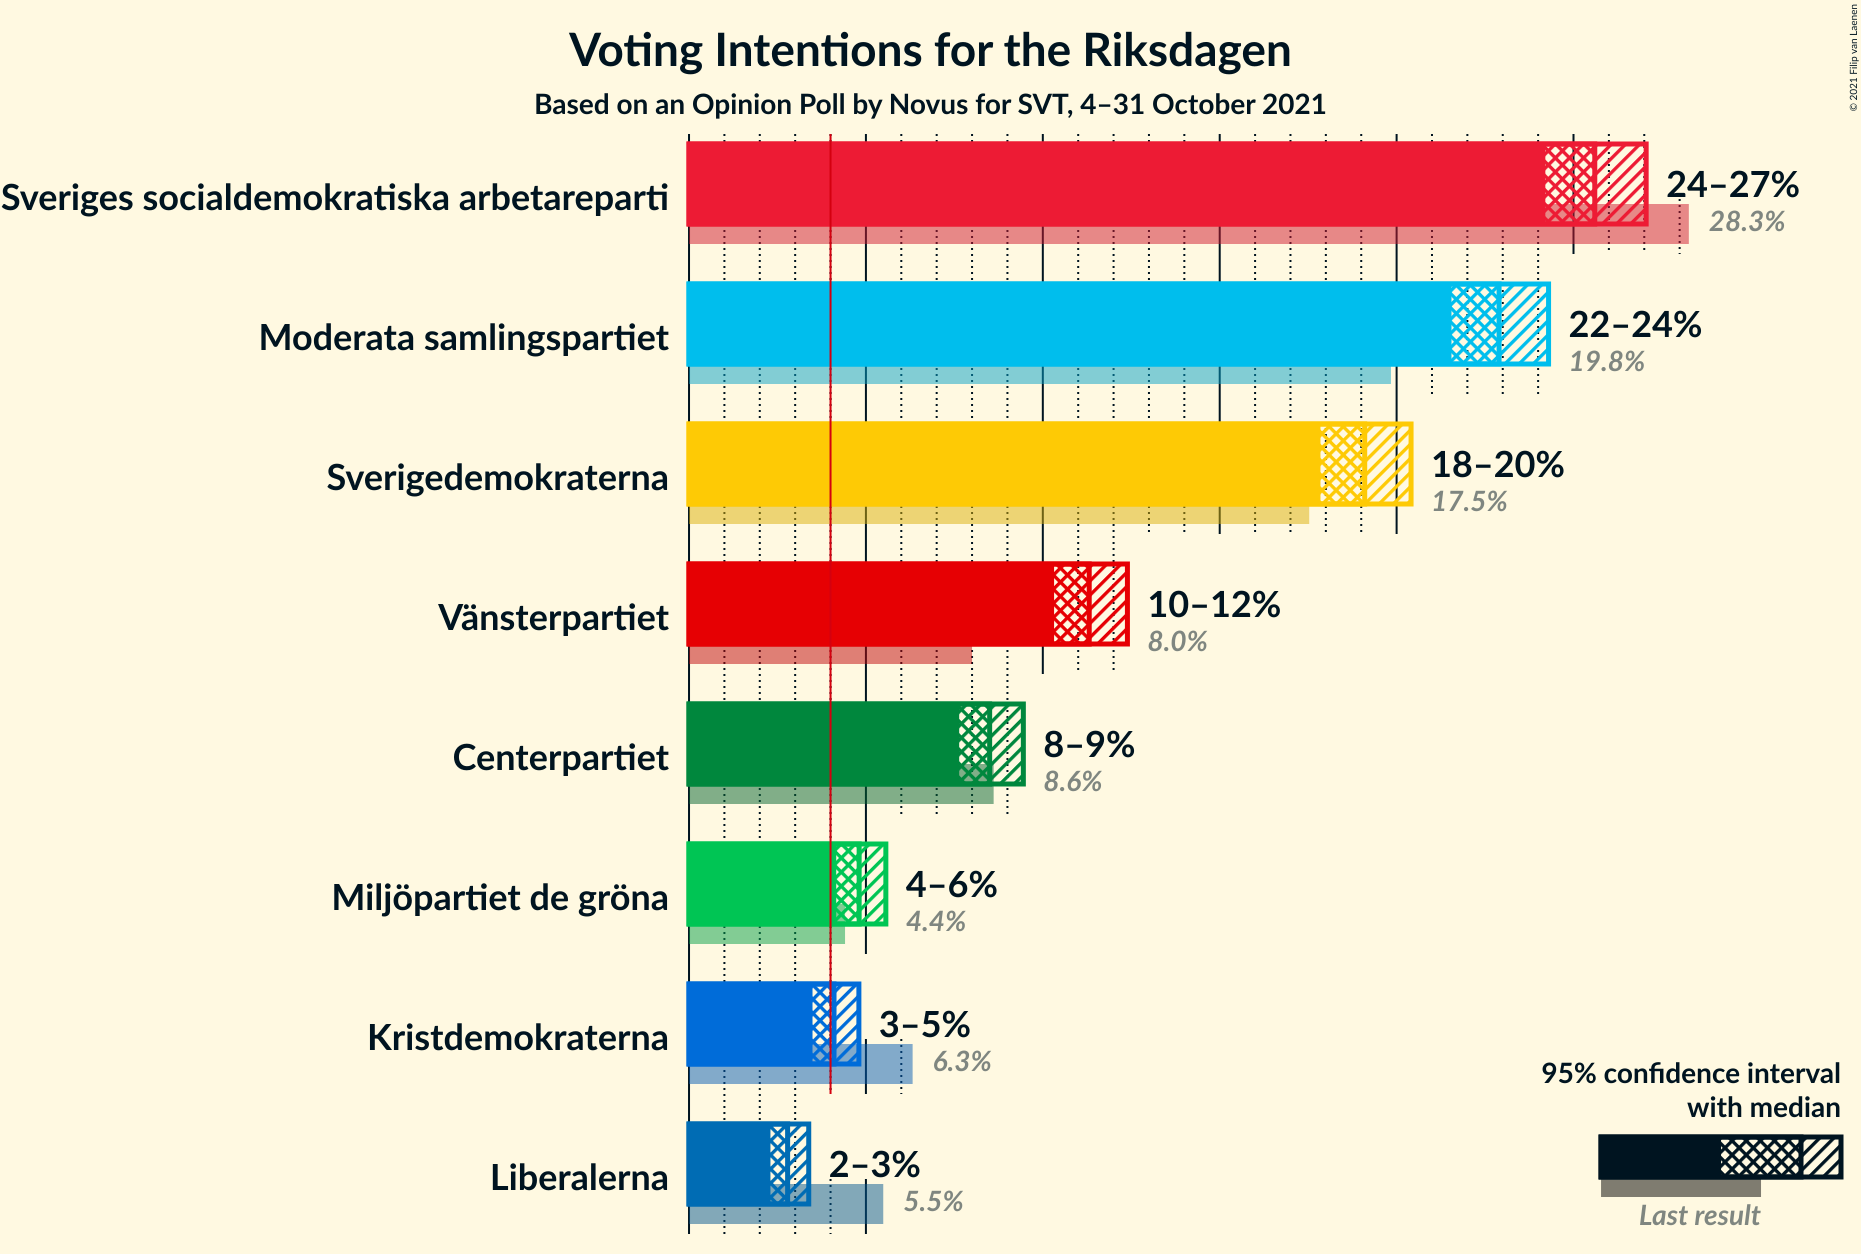 Voting Intentions for the Riksdagen
Based on an Opinion Poll by Novus for SVT, 4–31 October 2021
© 2021 Filip van Laenen
Sveriges socialdemokratiska arbetareparti
24–27%
28.3%
Moderata samlingspartiet
22–24%
19.8%
Sverigedemokraterna
18–20%
17.5%
Vänsterpartiet
10–12%
8.0%
Centerpartiet
8–9%
8.6%
Miljöpartiet de gröna
4–6%
4.4%
Kristdemokraterna
3–5%
6.3%
Liberalerna
2–3%
5.5%
95% confidence interval
with median
Last result